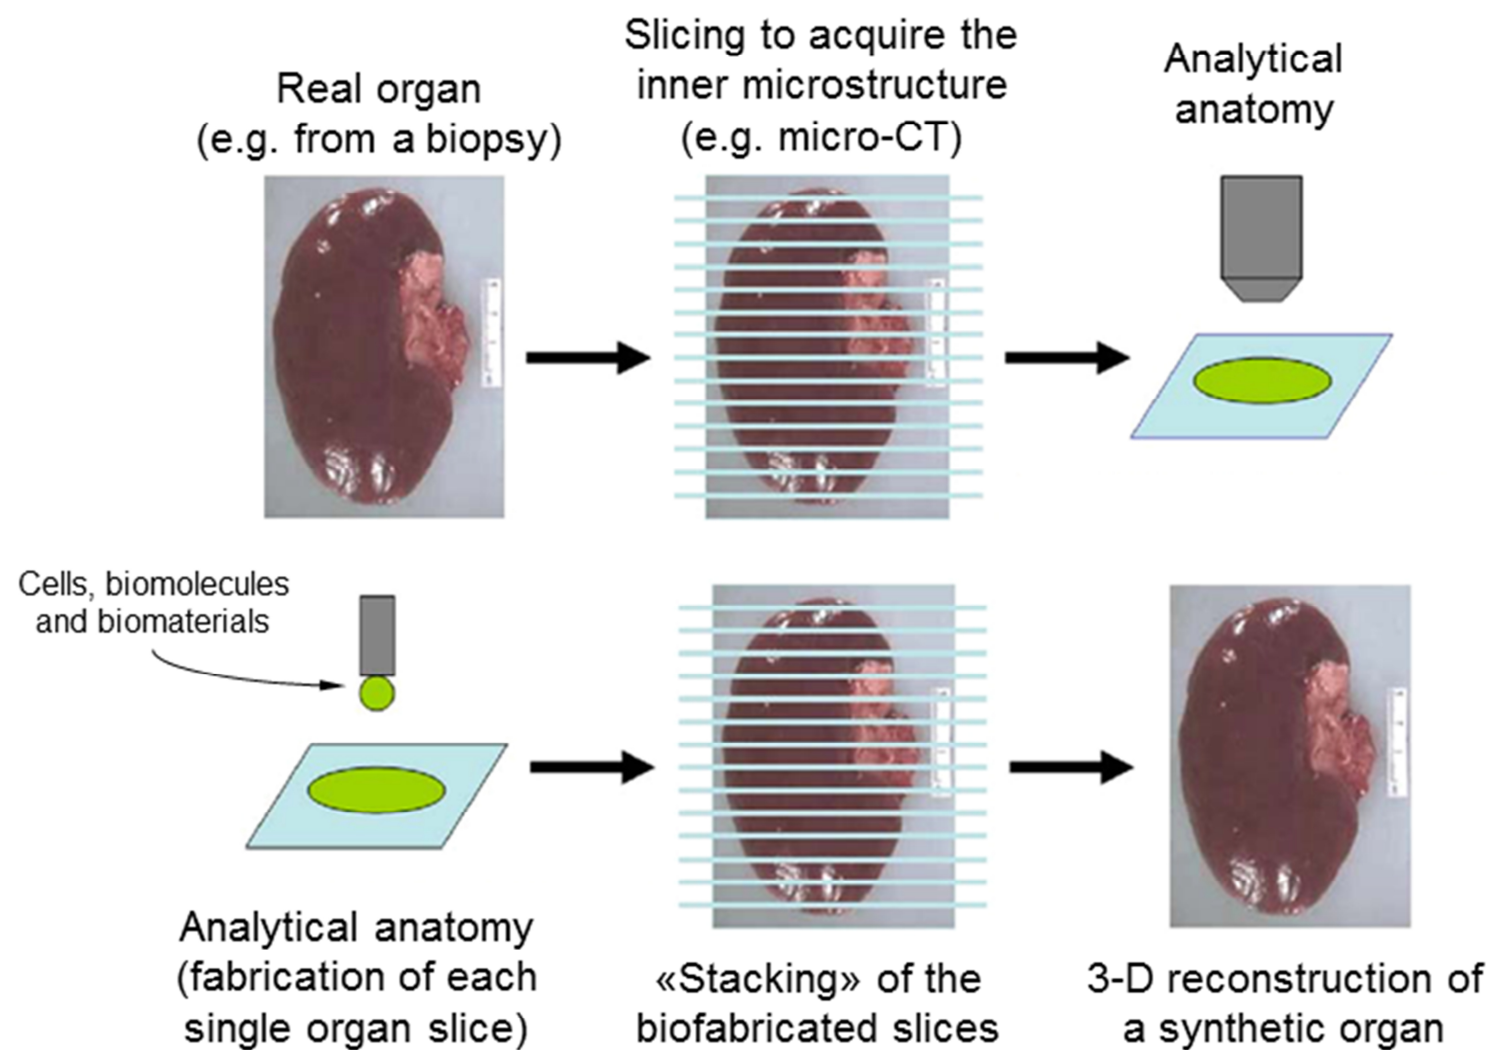 Real organ
(e.g. from a biopsy)
Slicing to acquire the
inner microstructure
(e.g. micro-CT)
Analytical
anatomy
Cells, biomolecules
and biomaterials
Analytical anatomy
(fabrication of each
single organ slice)
«Stacking» of the
biofabricated slices
3-D reconstruction of
a synthetic organ